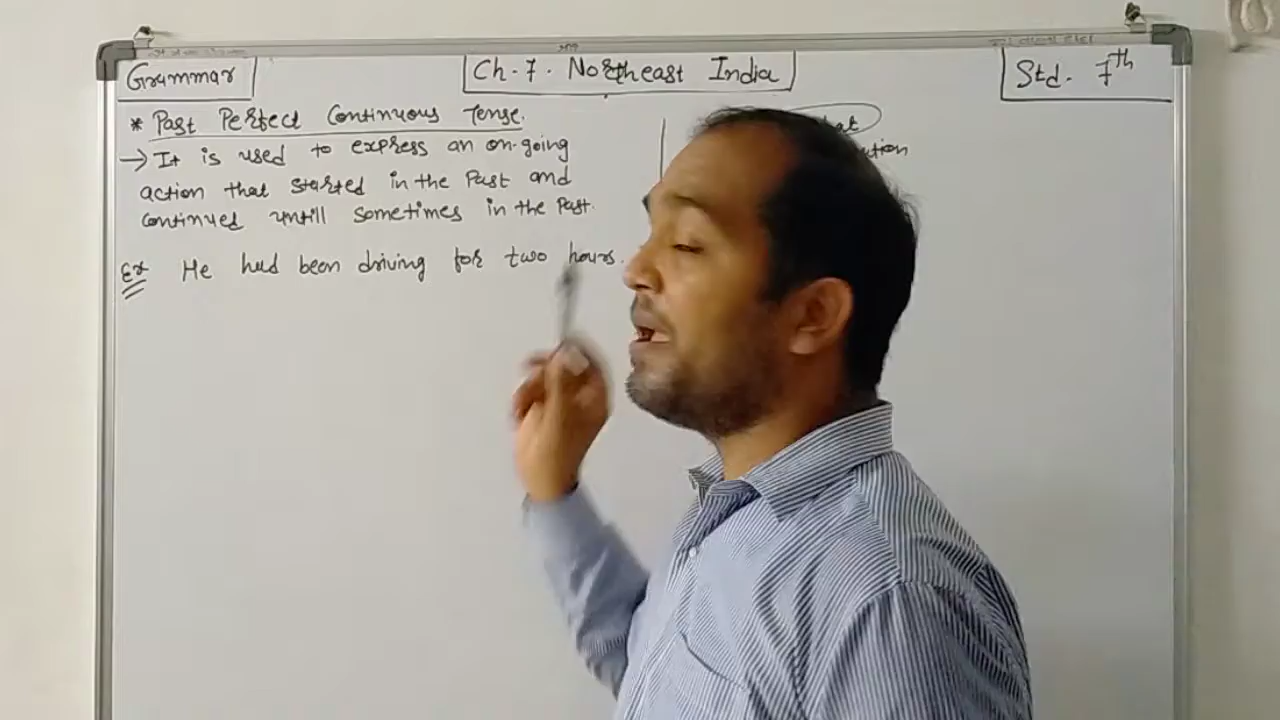 Grammar
Ch. 7. Northeast India
Std. 7th
* Past Perfect Continuous Tense.
→ It is used to express an on-going
action that started in the Past and
continued untill sometimes in the Past.
Ex He had been driving for two hours.